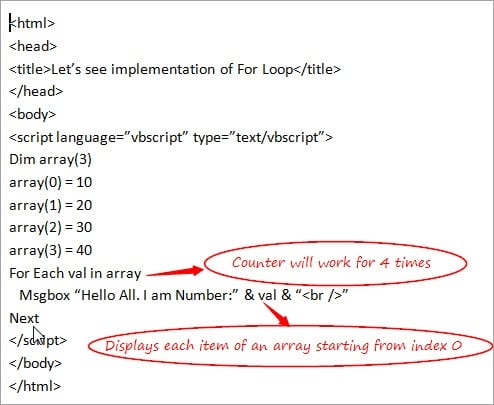 <html>
<head>
<title>Let’s see implementation of For Loop</title>
</head>
<body>
<script language=”vbscript” type=”text/vbscript”>
Dim array(3)
array(0) = 10
array(1) = 20
array(2) = 30
array(3) = 40
For Each val in array
Counter will work for 4 times
Msgbox “Hello All. I am Number:” & val & “<br />”
Next
Displays each item of an array starting from index 0
</script>
</body>
</html>